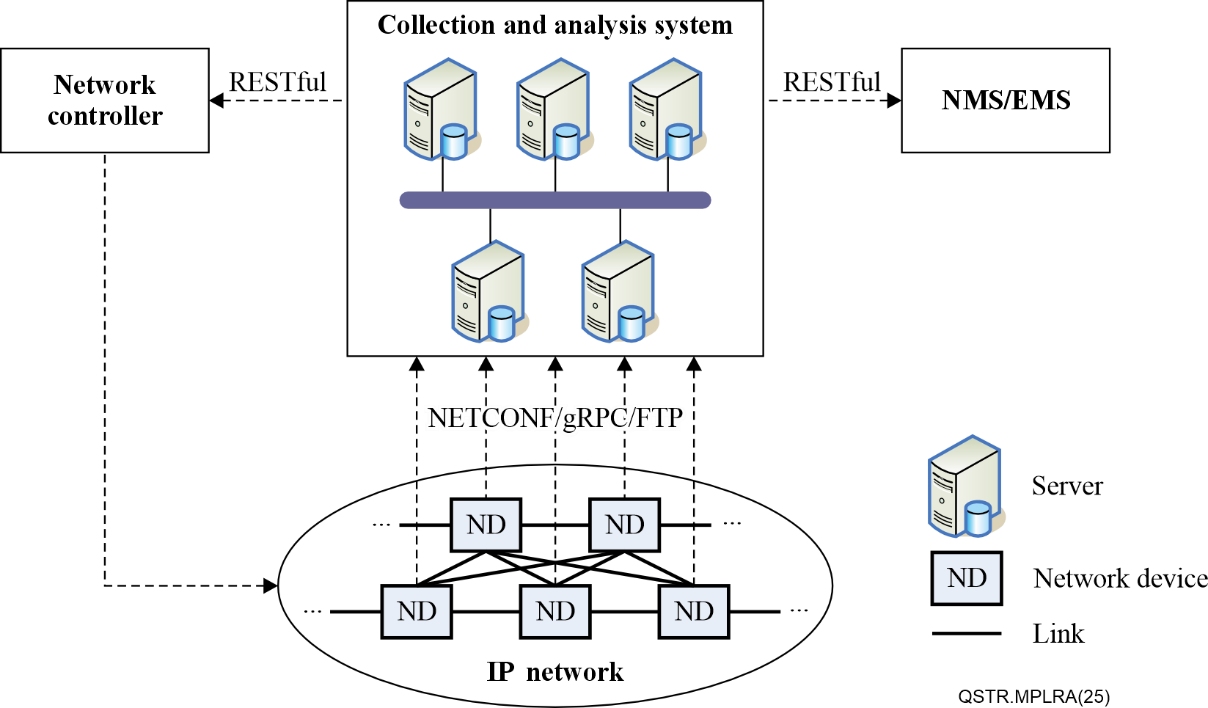 Collection and analysis system
Network
controller
RESTful
RESTful
NMS/EMS
NETCONF/gRPC/FTP
Server
... ND ND ...
ND Network device
... ND ND ND ...
Link
IP network
QSTR.MPLRA(25)